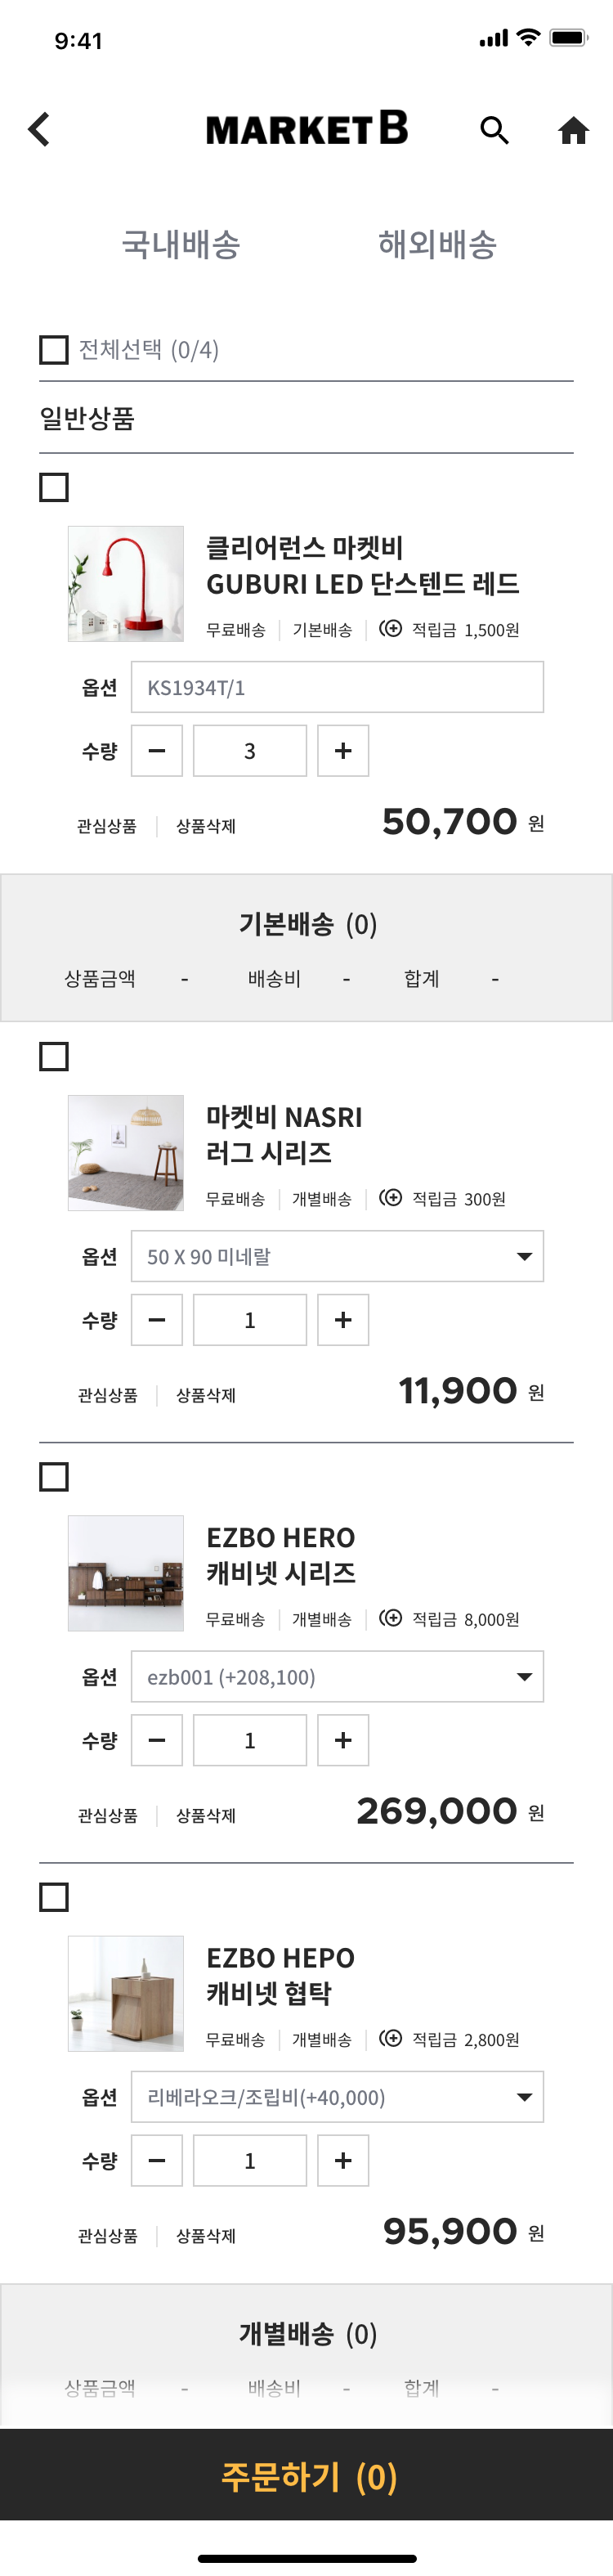 9:41
MARKET B
국내배송 해외배송
전체선택 (0/4)
일반상품
클리어런스 마켓비
GUBURI LED 단스텐드 레드
무료배송 기본배송 적립금 1,500원
옵션 KS1934T/1
수량 - 3 +
관심상품 상품삭제 50,700 원
기본배송 (0)
상품금액 - 배송비 - 합계 -
마켓비 NASRI
러그 시리즈
무료배송 개별배송 적립금 300원
옵션 50 X 90 미네랄
수량 - 1 +
관심상품 상품삭제 11,900 원
EZBO HERO
캐비넷 시리즈
무료배송 개별배송 적립금 8,000원
옵션 ezb001 (+208,100)
수량 - 1 +
관심상품 상품삭제 269,000 원
EZBO HEPO
캐비넷 협탁
무료배송 개별배송 적립금 2,800원
옵션 리베라오크/조립비(+40,000)
수량 - 1 +
관심상품 상품삭제 95,900 원
개별배송 (0)
상품금액 - 배송비 - 합계 -
주문하기 (0)